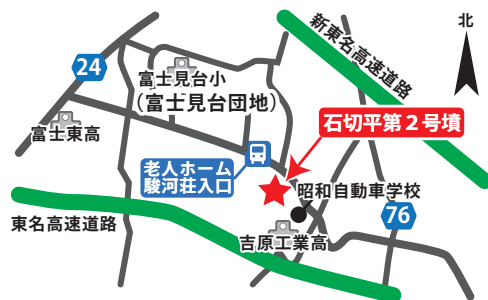 北
新東名高速道路
24
富士見台小
（富士見台団地）
石切平第２号墳
富士東高
老人ホーム
駿河荘入口
昭和自動車学校
76
東名高速道路
吉原工業高